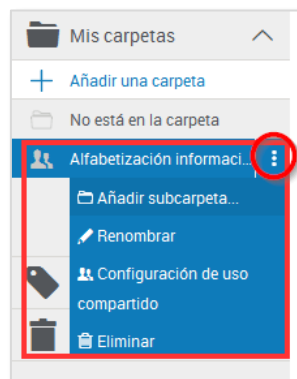 Mis carpetas
Añadir una carpeta
No está en la carpeta
Alfabetización informaci...
Añadir subcarpeta...
Renombrar
Configuración de uso
compartido
Eliminar